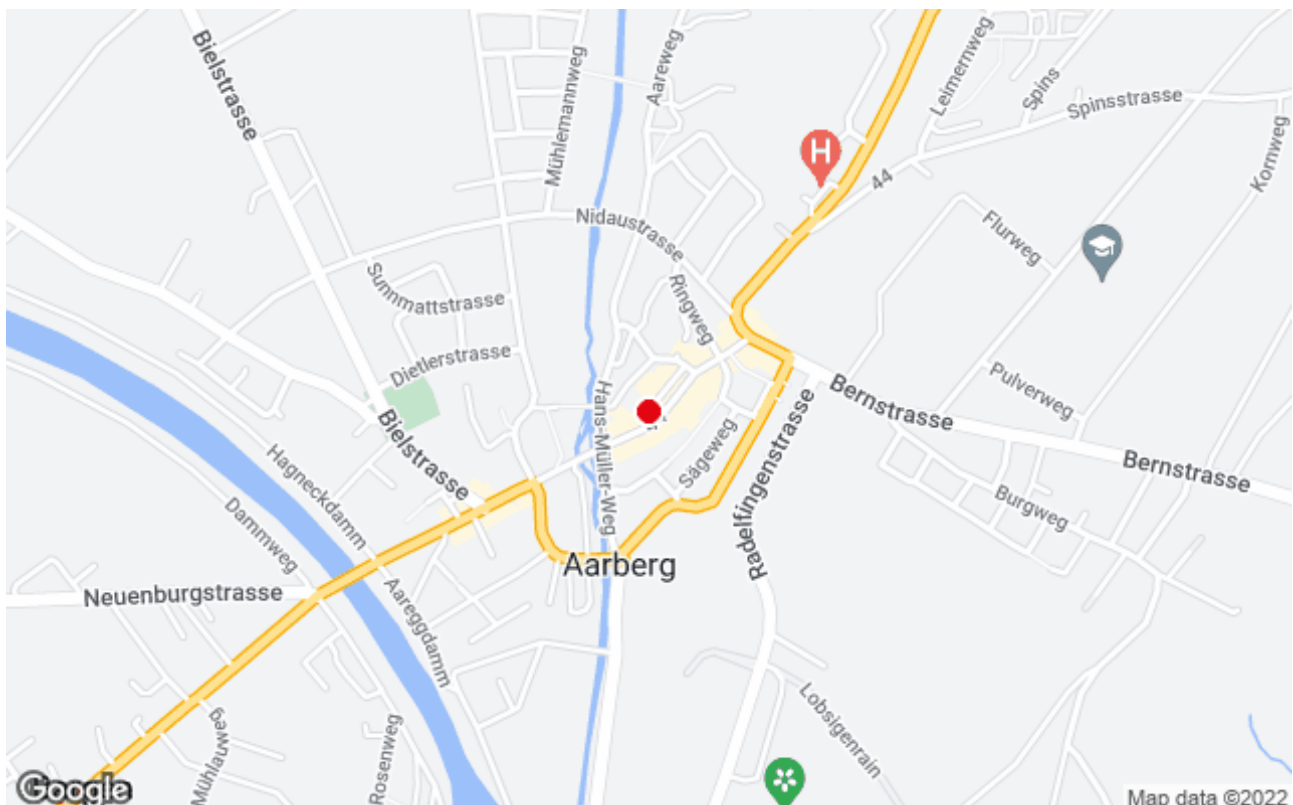 Bielstrasse
Mühlemannweg
Aareweg
Leimernweg
Spins
Spinsstrasse
Kornweg
H
44
Nidaustrasse
Flurweg
Sunnmattstrasse
Ringweg
Dietlerstrasse
Hans-Müller-Weg
Pulverweg
Bernstrasse
Bielstrasse
Sägeweg
Radelfingenstrasse
Bernstrasse
Hagneckdamm
Dammweg
Burgweg
Aarberg
Neuenburgstrasse
Aareggdamm
Lobsigenrain
Mühlauweg
Rosenweg
Google
Map data ©2022